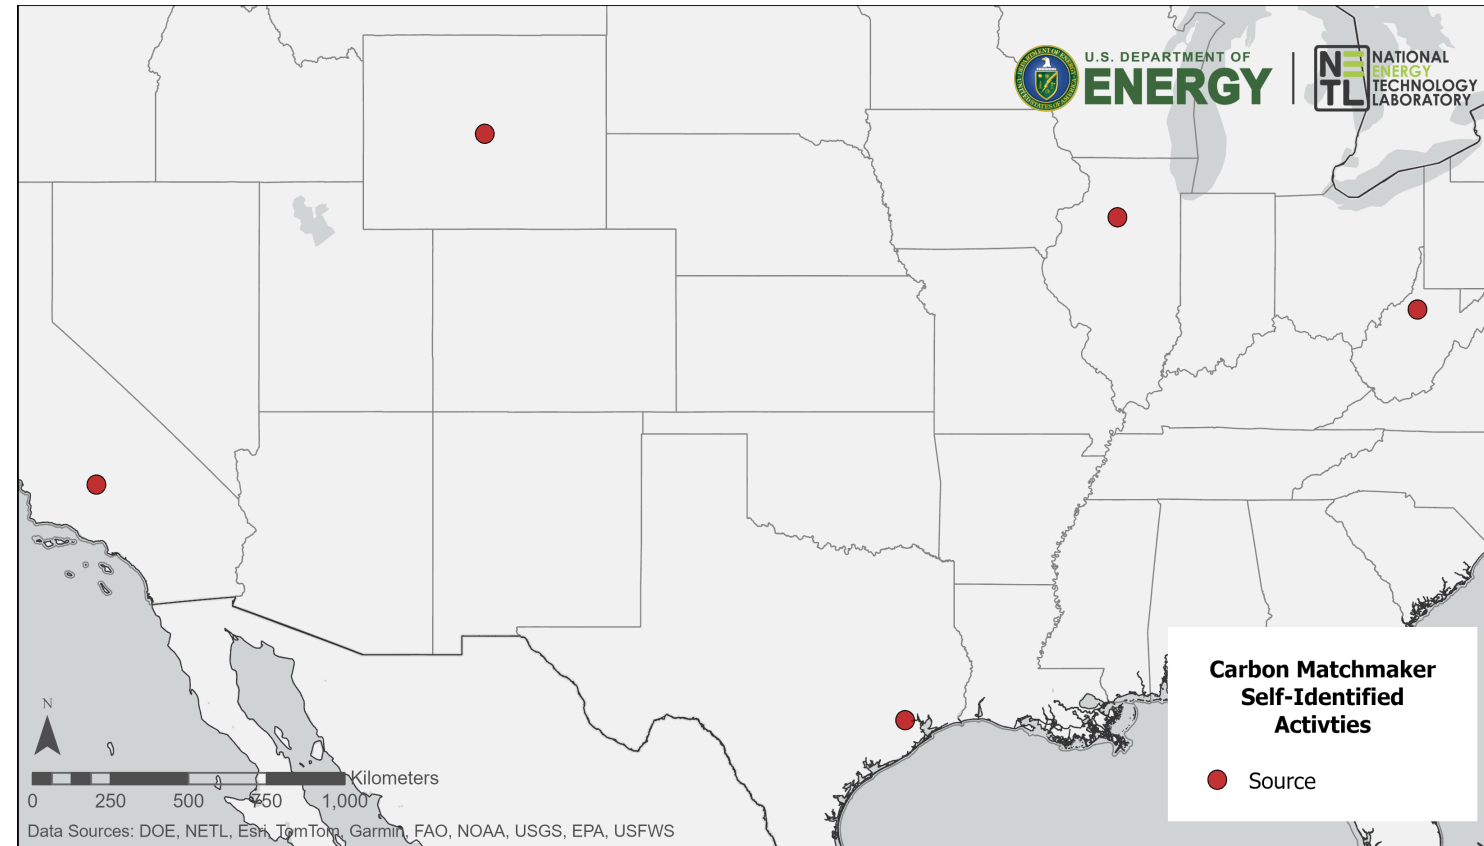 U.S. DEPARTMENT OF
ENERGY
NETL
NATIONAL
ENERGY
TECHNOLOGY
LABORATORY
Carbon Matchmaker
Self-Identified
Activties
Source
N
Kilometers
0 250 500 750 1,000
Data Sources: DOE, NETL, Esri, TomTom, Garmin, FAO, NOAA, USGS, EPA, USFWS